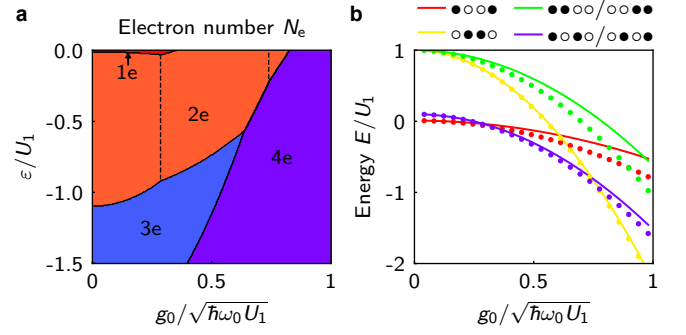 a
Electron number Nₑ
0.0
-0.5
-1.0
-1.5
ε/U₁
1e
2e
3e
4e
0
0.5
1
g₀/√ħω₀U₁
b
●○○●
●●○○/○○●●
○●●○
●○●○/○●○●
1
0
-1
-2
Energy E/U₁
0
0.5
1
g₀/√ħω₀U₁